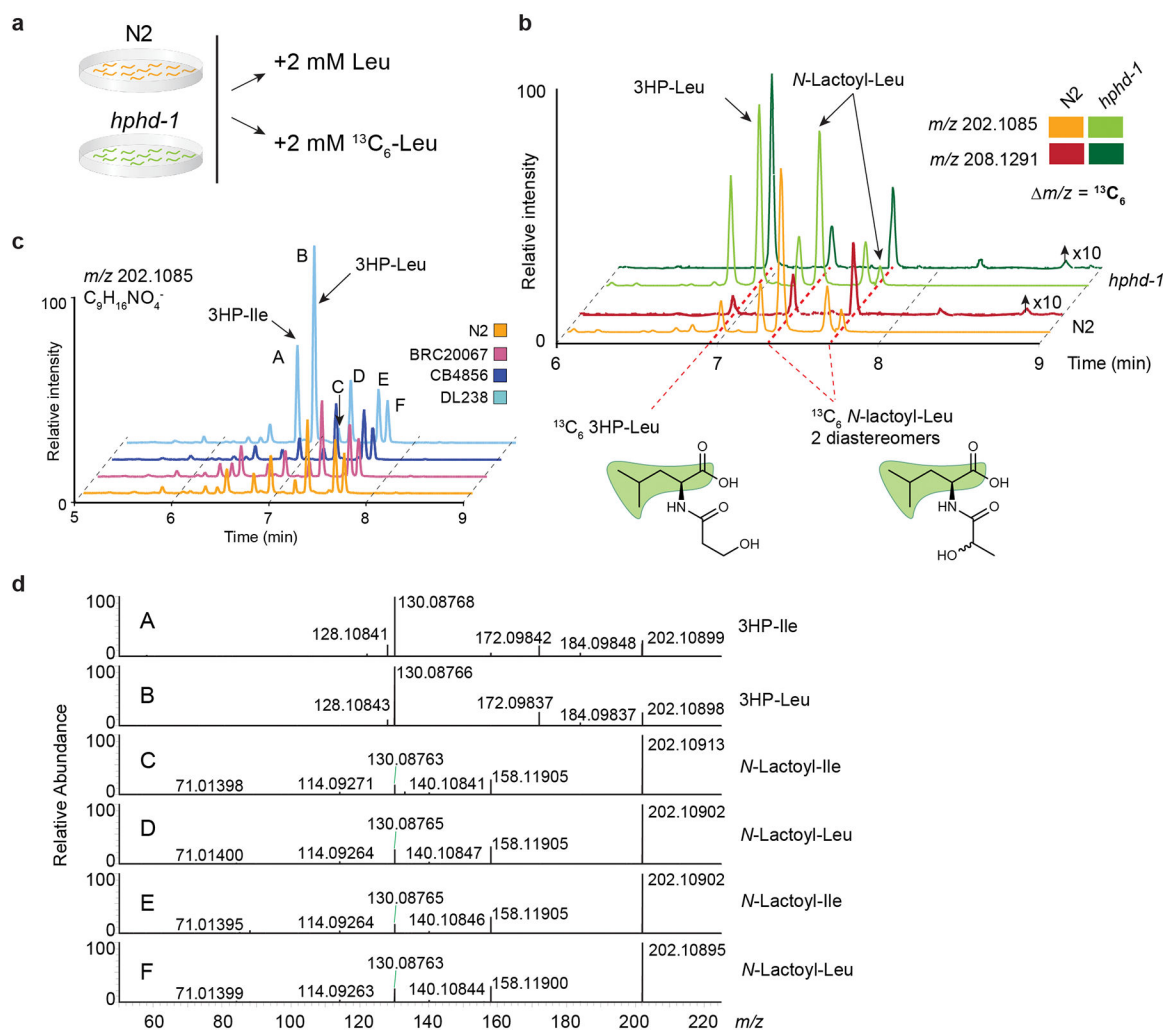 a
N2
hphd-1
+2 mM Leu
+2 mM ¹³C₆-Leu
b
100
0
Relative intensity
3HP-Leu
N-Lactoyl-Leu
N2
hphd-1
m/z 202.1085
m/z 208.1291
Δm/z = ¹³C₆
x10
hphd-1
x10
N2
6
7
8
9
Time (min)
¹³C₆ 3HP-Leu
¹³C₆ N-lactoyl-Leu
2 diastereomers
O
OH
NH
O
OH
O
OH
HN
O
HO
c
m/z 202.1085
C₉H₁₆NO₄⁻
100
0
Relative intensity
3HP-Ile
3HP-Leu
A
B
C
D
E
F
N2
BRC20067
CB4856
DL238
5
6
7
8
9
Time (min)
d
Relative Abundance
100
0
A
128.10841
130.08768
172.09842
184.09848
202.10899
3HP-Ile
100
0
B
128.10843
130.08766
172.09837
184.09837
202.10898
3HP-Leu
100
0
C
71.01398
114.09271
130.08763
140.10841
158.11905
202.10913
N-Lactoyl-Ile
100
0
D
71.01400
114.09264
130.08765
140.10847
158.11905
202.10902
N-Lactoyl-Leu
100
0
E
71.01395
114.09264
130.08765
140.10846
158.11905
202.10902
N-Lactoyl-Ile
100
0
F
71.01399
114.09263
130.08763
140.10844
158.11900
202.10895
N-Lactoyl-Leu
60
80
100
120
140
160
180
200
220
m/z